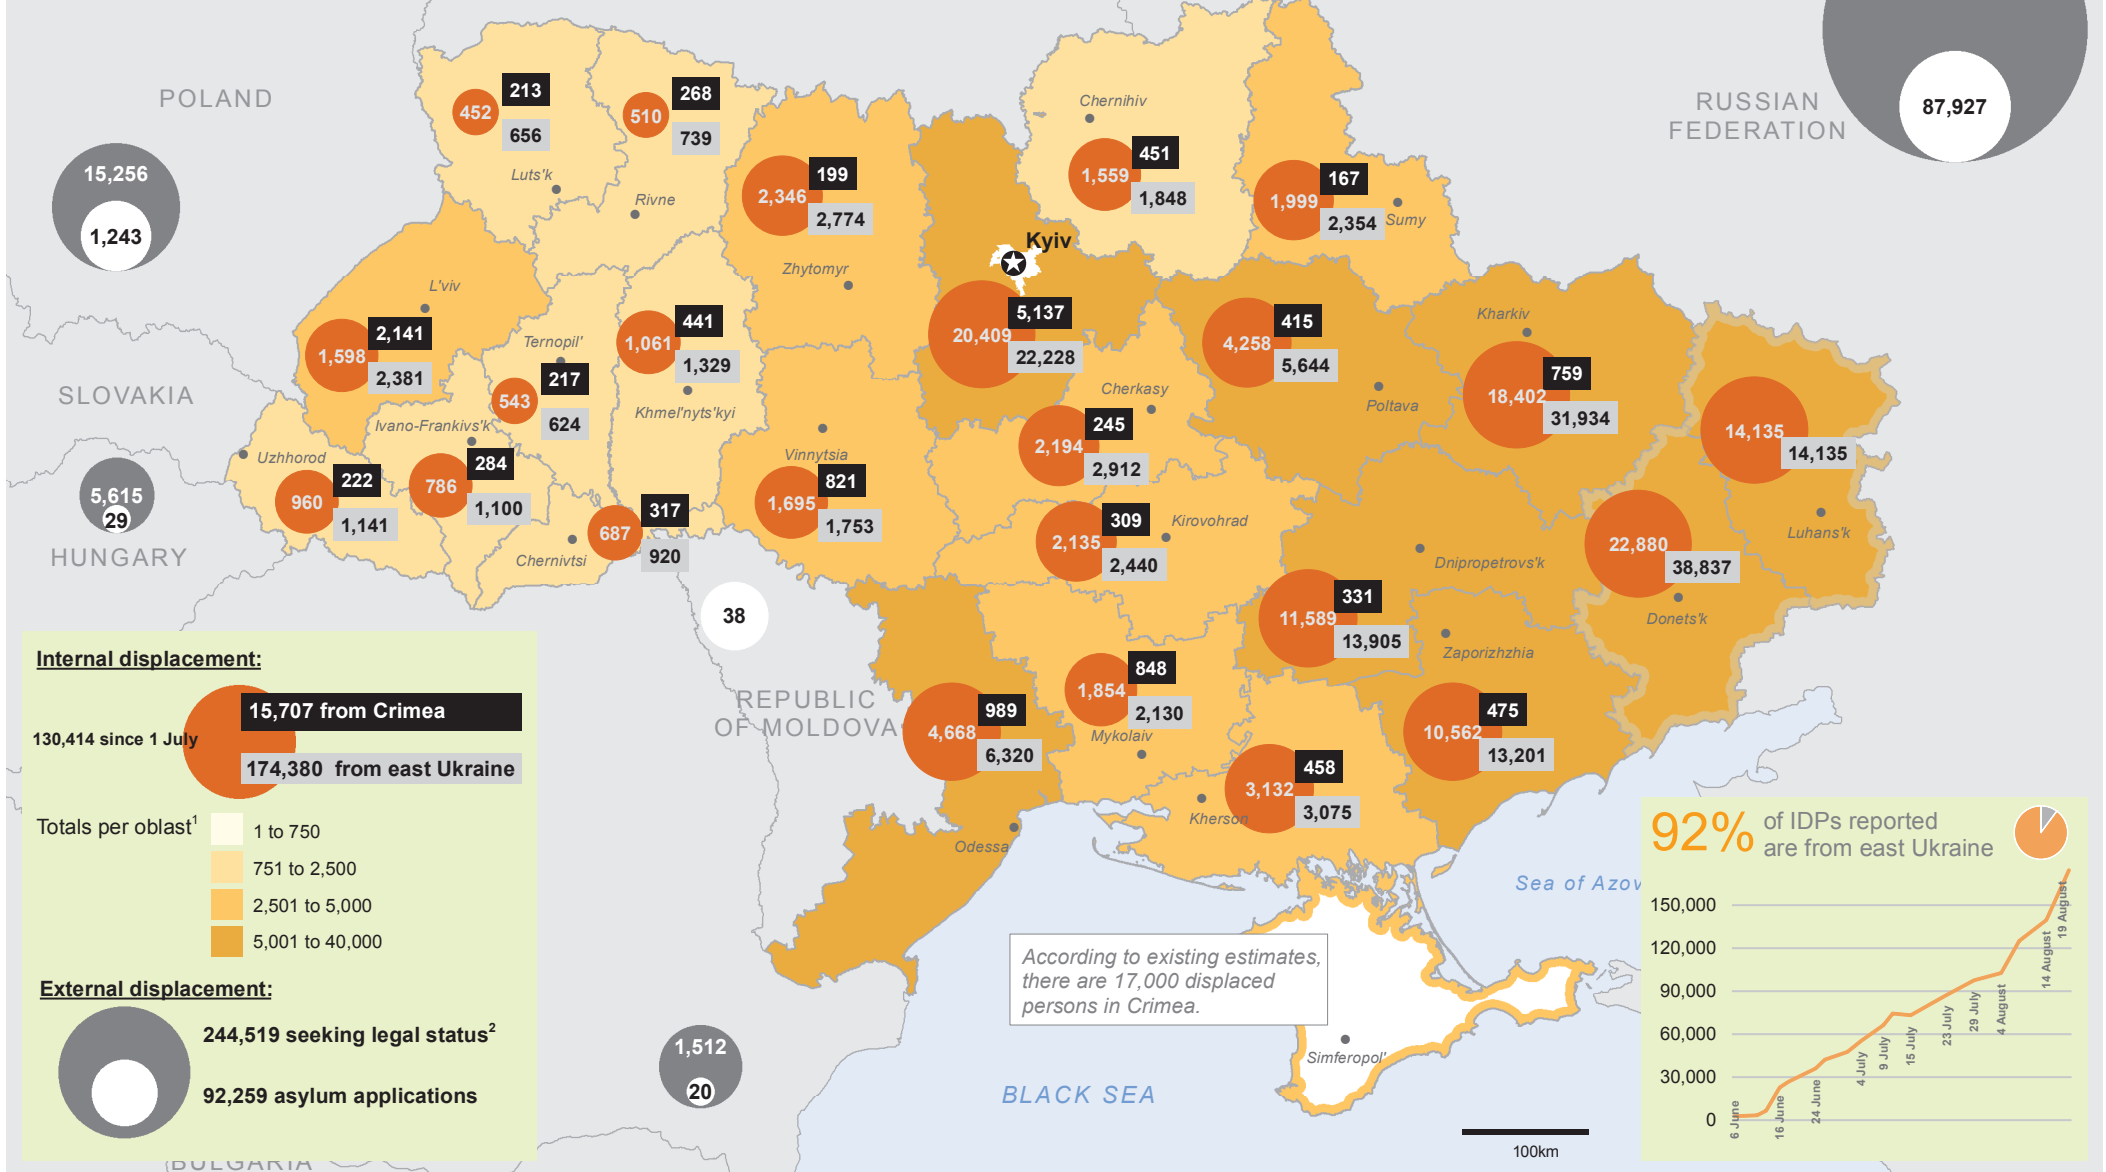 POLAND
15,256
1,243
SLOVAKIA
5,615
29
HUNGARY
RUSSIAN
FEDERATION
87,927
213
452
656
Luts'k
268
510
739
Rivne
199
2,346
2,774
Zhytomyr
Chernihiv
451
1,559
1,848
167
1,999
2,354
Sumy
Kyiv
5,137
20,409
22,228
L'viv
2,141
1,598
2,381
Ternopil'
217
543
624
441
1,061
1,329
Khmel'nyts'kyi
Ivano-Frankivs'k
284
786
1,100
Uzhhorod
222
960
1,141
317
687
920
Chernivtsi
Vinnytsia
821
1,695
1,753
Cherkasy
245
2,194
2,912
415
4,258
5,644
Poltava
Kharkiv
759
18,402
31,934
14,135
14,135
Luhans'k
22,880
38,837
Donets'k
309
2,135
2,440
Kirovohrad
Dnipropetrovs'k
331
11,589
13,905
Zaporizhzhia
475
10,562
13,201
848
1,854
2,130
Mykolaiv
989
4,668
6,320
Odessa
458
3,132
3,075
Kherson
38
REPUBLIC
OF MOLDOVA
1,512
20
BULGARIA
BLACK SEA
Sea of Azov
Simferopol'
According to existing estimates,
there are 17,000 displaced
persons in Crimea.
100km
Internal displacement:
15,707 from Crimea
130,414 since 1 July
174,380 from east Ukraine
Totals per oblast1
1 to 750
751 to 2,500
2,501 to 5,000
5,001 to 40,000
External displacement:
244,519 seeking legal status2
92,259 asylum applications
92% of IDPs reported
are from east Ukraine
150,000
120,000
90,000
60,000
30,000
0
6 June
16 June
24 June
4 July
9 July
15 July
23 July
29 July
4 August
14 August
19 August